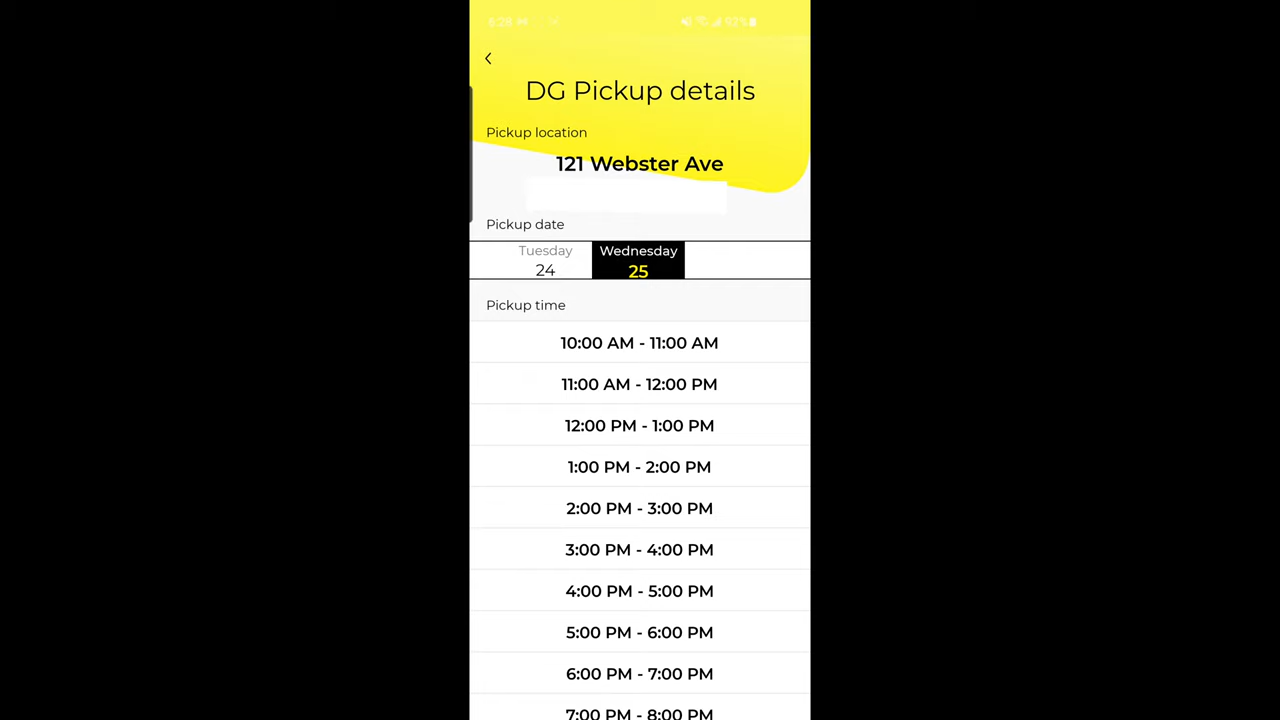 6:28
93%
DG Pickup details
Pickup location
121 Webster Ave
Pickup date
Tuesday
24
Wednesday
25
Pickup time
10:00 AM - 11:00 AM
11:00 AM - 12:00 PM
12:00 PM - 1:00 PM
1:00 PM - 2:00 PM
2:00 PM - 3:00 PM
3:00 PM - 4:00 PM
4:00 PM - 5:00 PM
5:00 PM - 6:00 PM
6:00 PM - 7:00 PM
7:00 PM - 8:00 PM